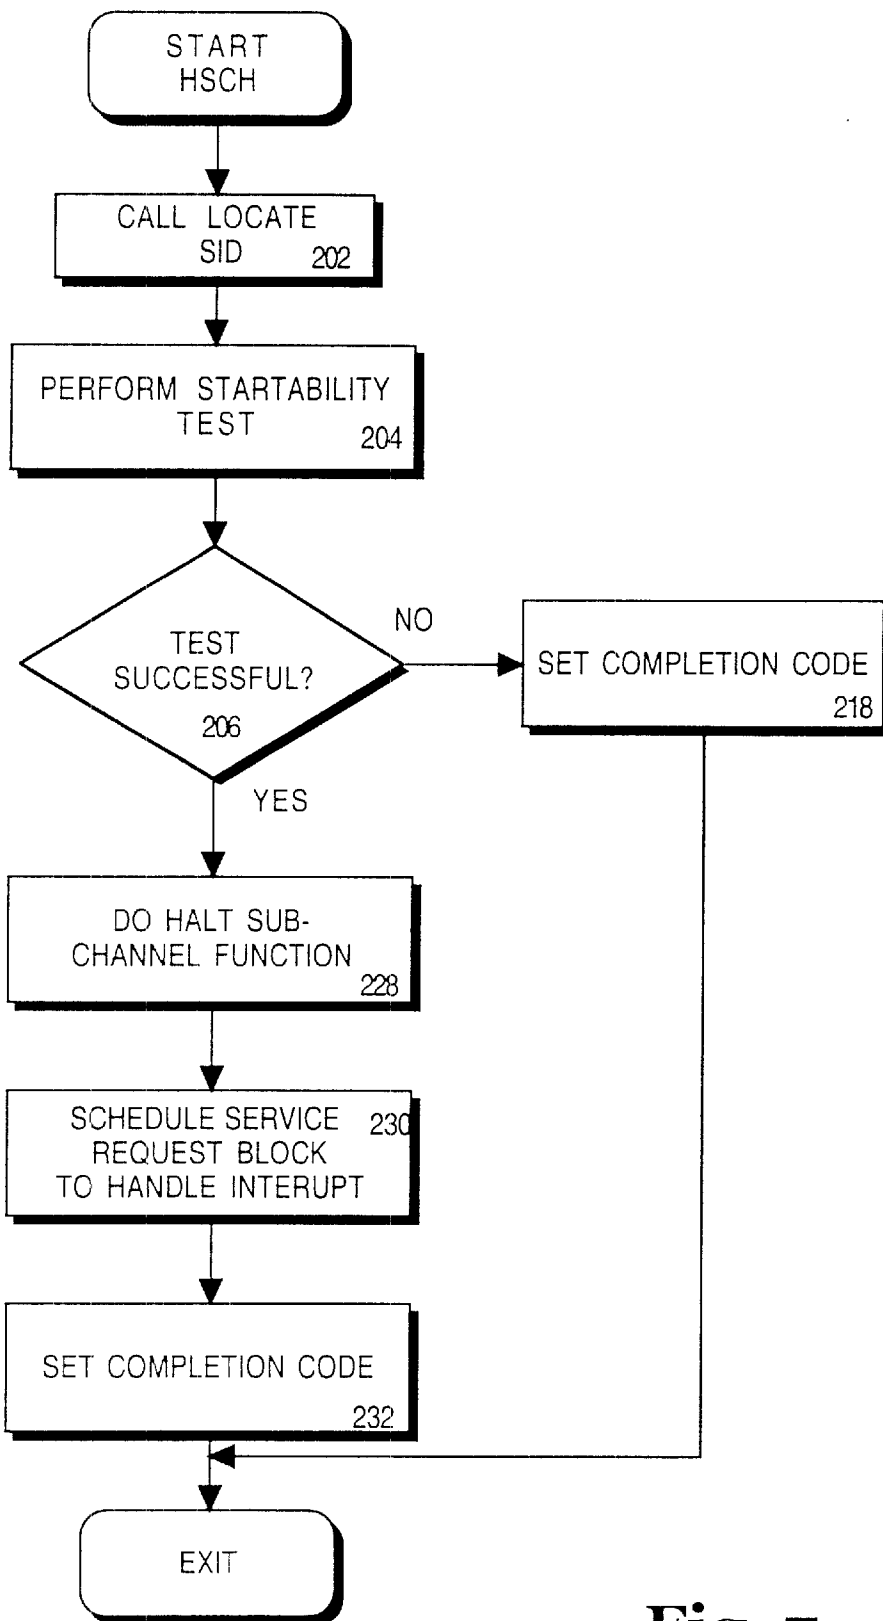 START
HSCH
CALL LOCATE
SID 202
PERFORM STARTABILITY
TEST
204
TEST
SUCCESSFUL?
206
NO
SET COMPLETION CODE
218
YES
DO HALT SUB-
CHANNEL FUNCTION
228
SCHEDULE SERVICE 230
REQUEST BLOCK
TO HANDLE INTERUPT
SET COMPLETION CODE
232
EXIT